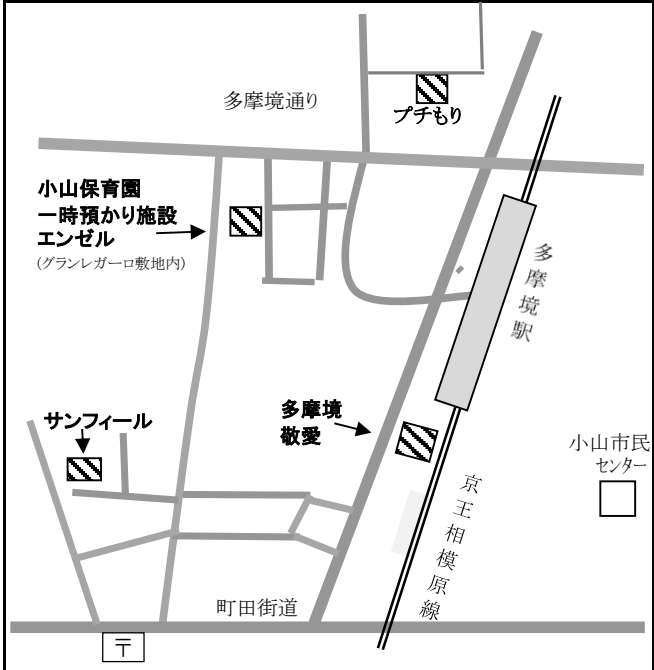 多摩境通り
プチもり
小山保育園
一時預かり施設
エンゼル
(グランレガーロ敷地内)
多摩境駅
サンフィール
多摩境
敬愛
小山市民
センター
京王相模原線
町田街道
〒